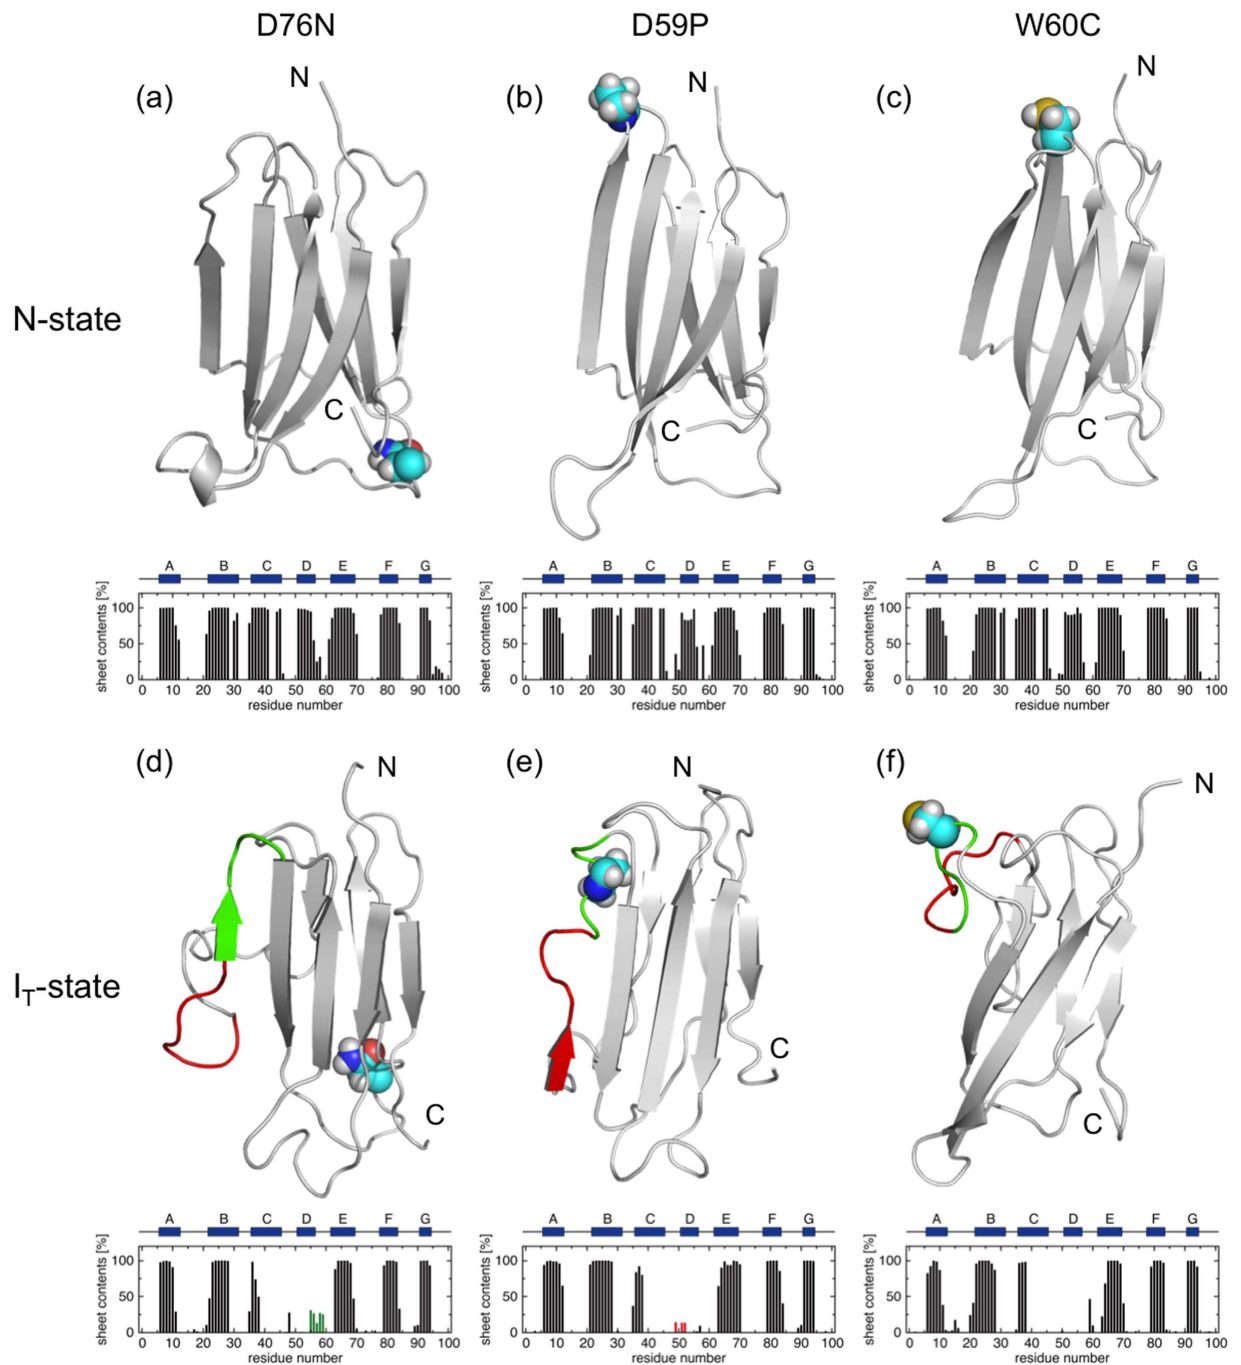 D76N D59P W60C
(a) N (b) N (c) N
N-state
C C C
A B C D E F G A B C D E F G A B C D E F G
sheet contents [%] sheet contents [%] sheet contents [%]
100 100 100
50 50 50
0 0 0
0 10 20 30 40 50 60 70 80 90 100 0 10 20 30 40 50 60 70 80 90 100 0 10 20 30 40 50 60 70 80 90 100
residue number residue number residue number
(d) N (e) N (f) N
I_T-state
C C C
A B C D E F G A B C D E F G A B C D E F G
sheet contents [%] sheet contents [%] sheet contents [%]
100 100 100
50 50 50
0 0 0
0 10 20 30 40 50 60 70 80 90 100 0 10 20 30 40 50 60 70 80 90 100 0 10 20 30 40 50 60 70 80 90 100
residue number residue number residue number